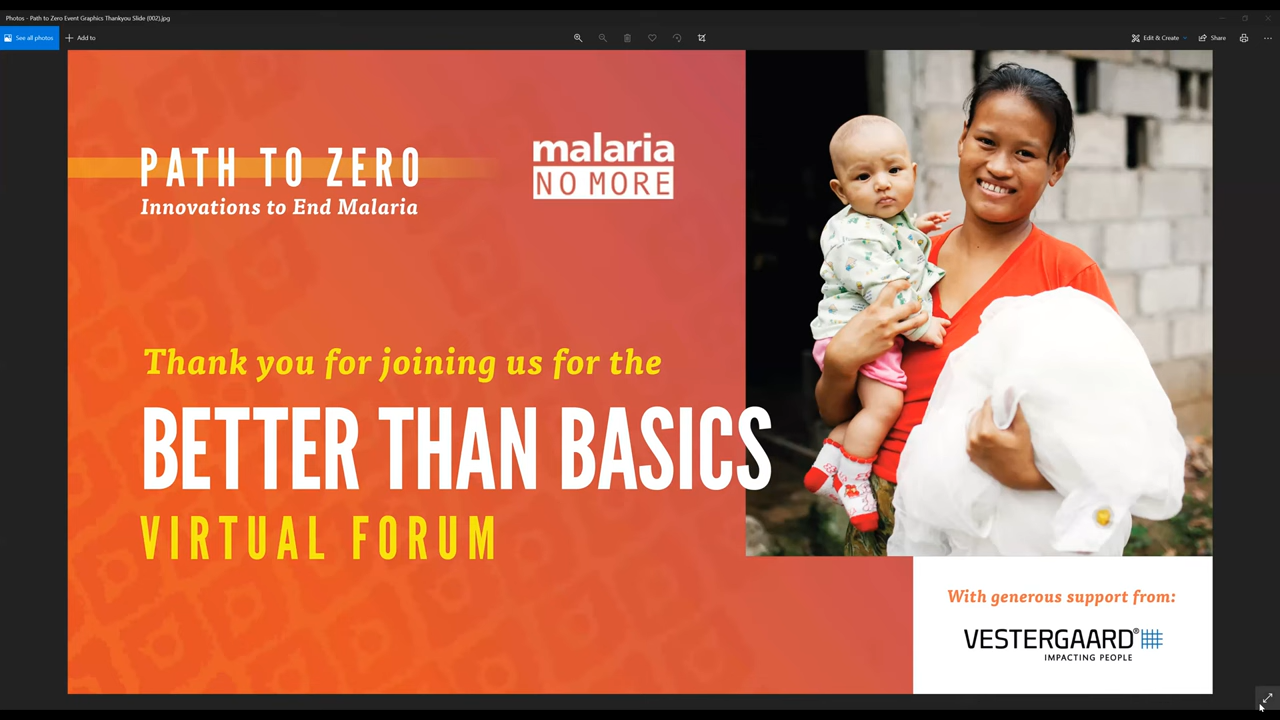 Photos - Path to Zero Event Graphics Thankyou Slide (002).jpg
See all photos
Add to
Edit & Create
Share
PATH TO ZERO
Innovations to End Malaria
malaria
NO MORE
Thank you for joining us for the
BETTER THAN BASICS
VIRTUAL FORUM
With generous support from:
VESTERGAARD®
IMPACTING PEOPLE